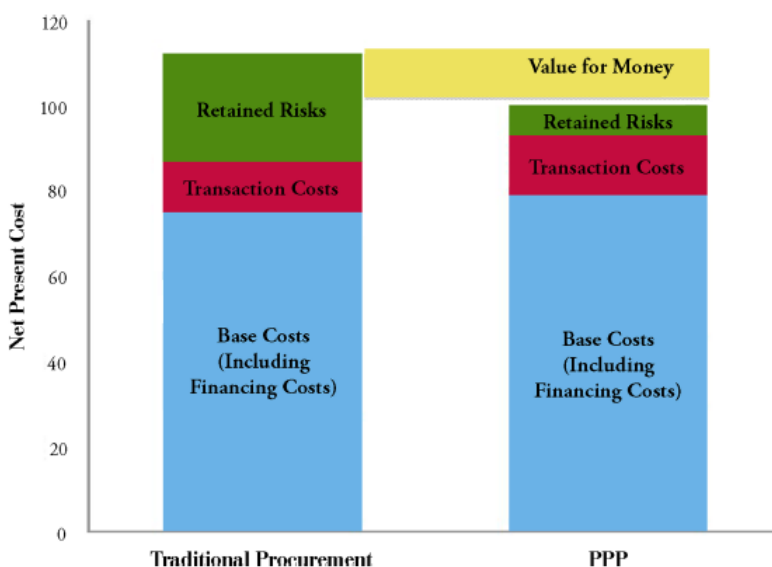 120
100
80
60
40
20
0
Net Present Cost
Value for Money
Retained Risks
Transaction Costs
Base Costs
(Including
Financing Costs)
Retained Risks
Transaction Costs
Base Costs
(Including
Financing Costs)
Traditional Procurement
PPP